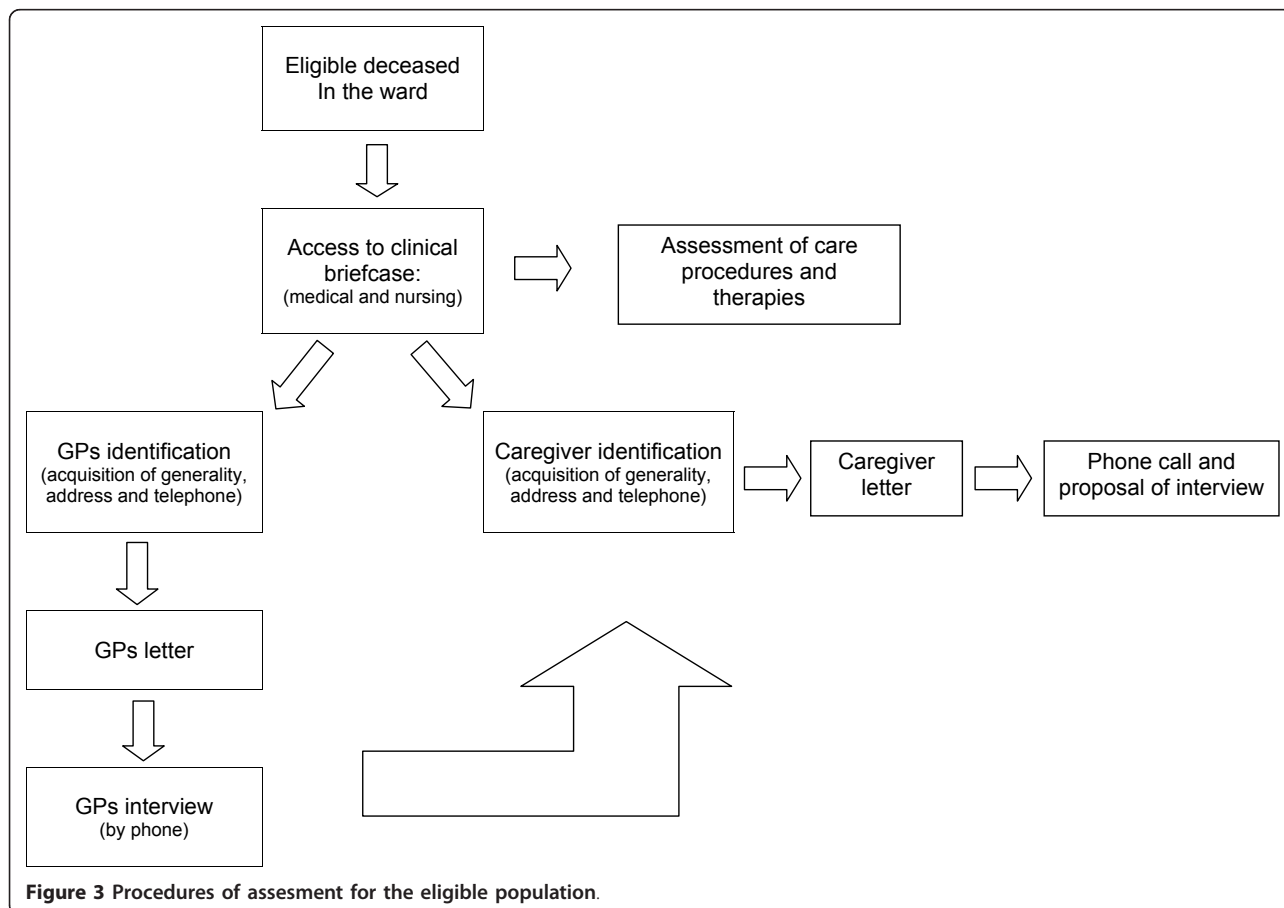 Eligible deceased
In the ward
Access to clinical
briefcase:
(medical and nursing)
Assessment of care
procedures and
therapies
GPs identification
(acquisition of generality,
address and telephone)
Caregiver identification
(acquisition of generality,
address and telephone)
Caregiver
letter
Phone call and
proposal of interview
GPs letter
GPs interview
(by phone)
Figure 3 Procedures of assesment for the eligible population.